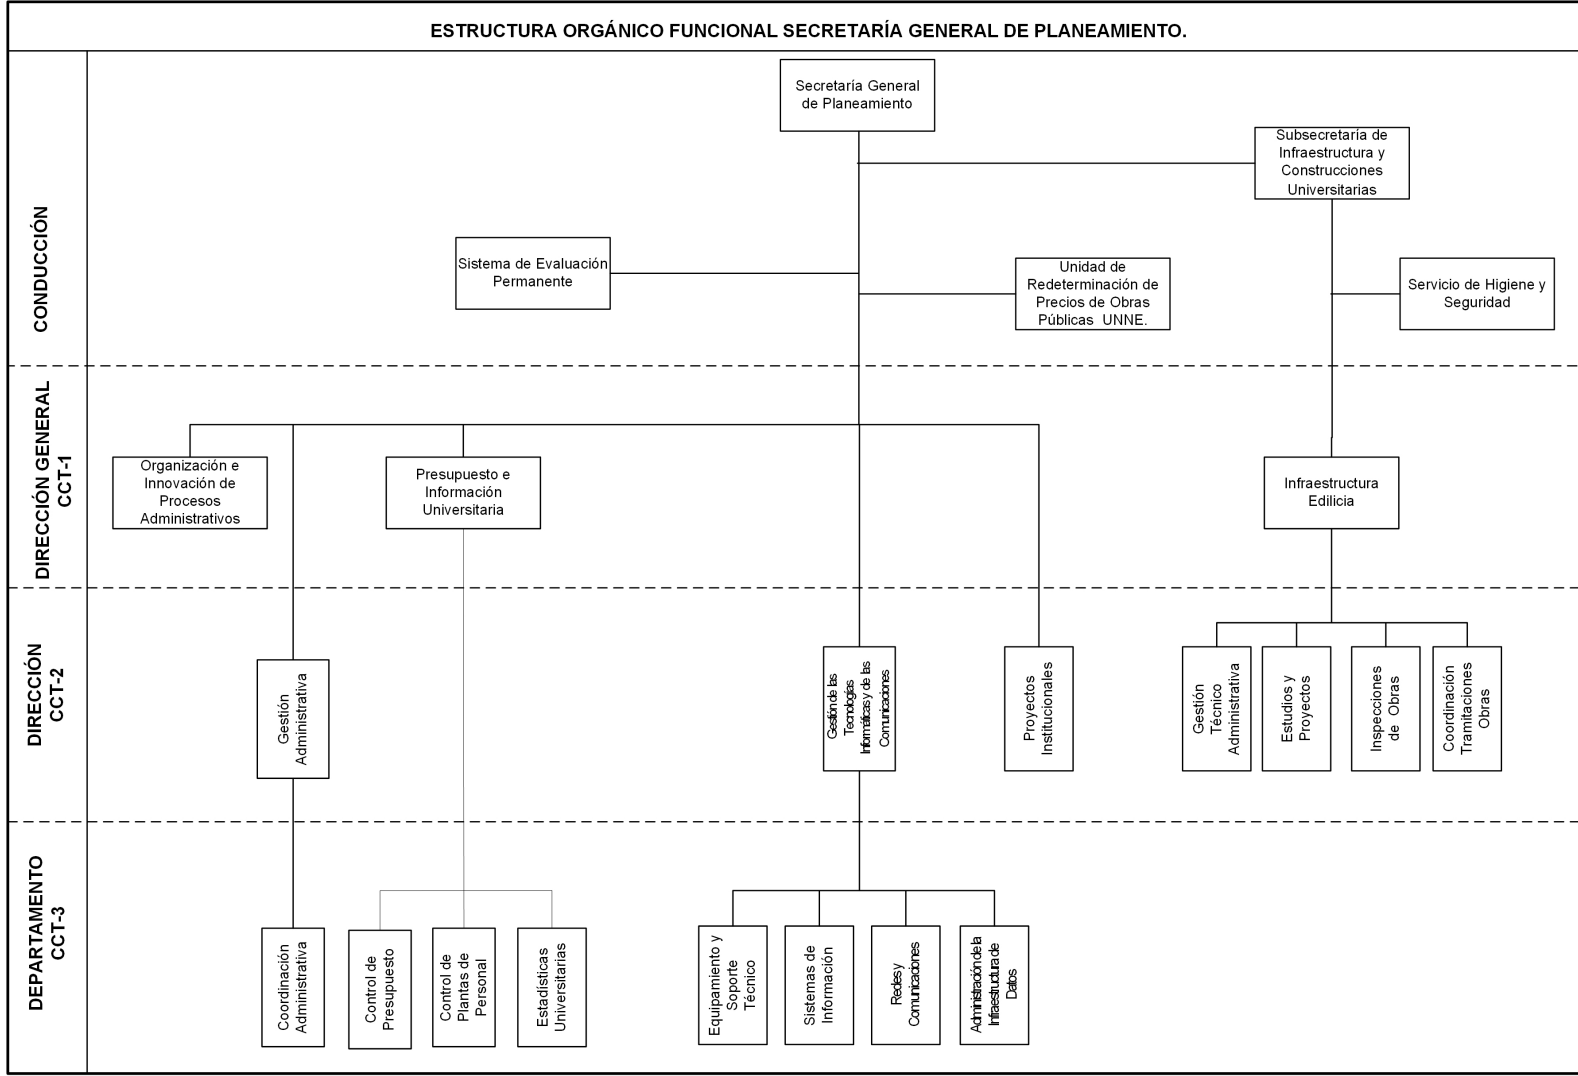 ESTRUCTURA ORGÁNICO FUNCIONAL SECRETARÍA GENERAL DE PLANEAMIENTO.
CONDUCCIÓN
Secretaría General
de Planeamiento
Subsecretaría de
Infraestructura y
Construcciones
Universitarias
Sistema de Evaluación
Permanente
Unidad de
Redeterminación de
Precios de Obras
Públicas UNNE.
Servicio de Higiene y
Seguridad
DIRECCIÓN GENERAL
CCT-1
Organización e
Innovación de
Procesos
Administrativos
Presupuesto e
Información
Universitaria
Infraestructura
Edilicia
DIRECCIÓN
CCT-2
Gestión
Administrativa
Gestión de las
Tecnologías
Informáticas y de las
Comunicaciones
Proyectos
Institucionales
Gestión
Técnico
Administrativa
Estudios y
Proyectos
Inspecciones
de Obras
Coordinación
Tramitaciones
Obras
DEPARTAMENTO
CCT-3
Coordinación
Administrativa
Control de
Presupuesto
Control de
Plantas de
Personal
Estadísticas
Universitarias
Equipamiento y
Soporte
Técnico
Sistemas de
Información
Redes y
Comunicaciones
Administración de la
Infraestructura de
Datos